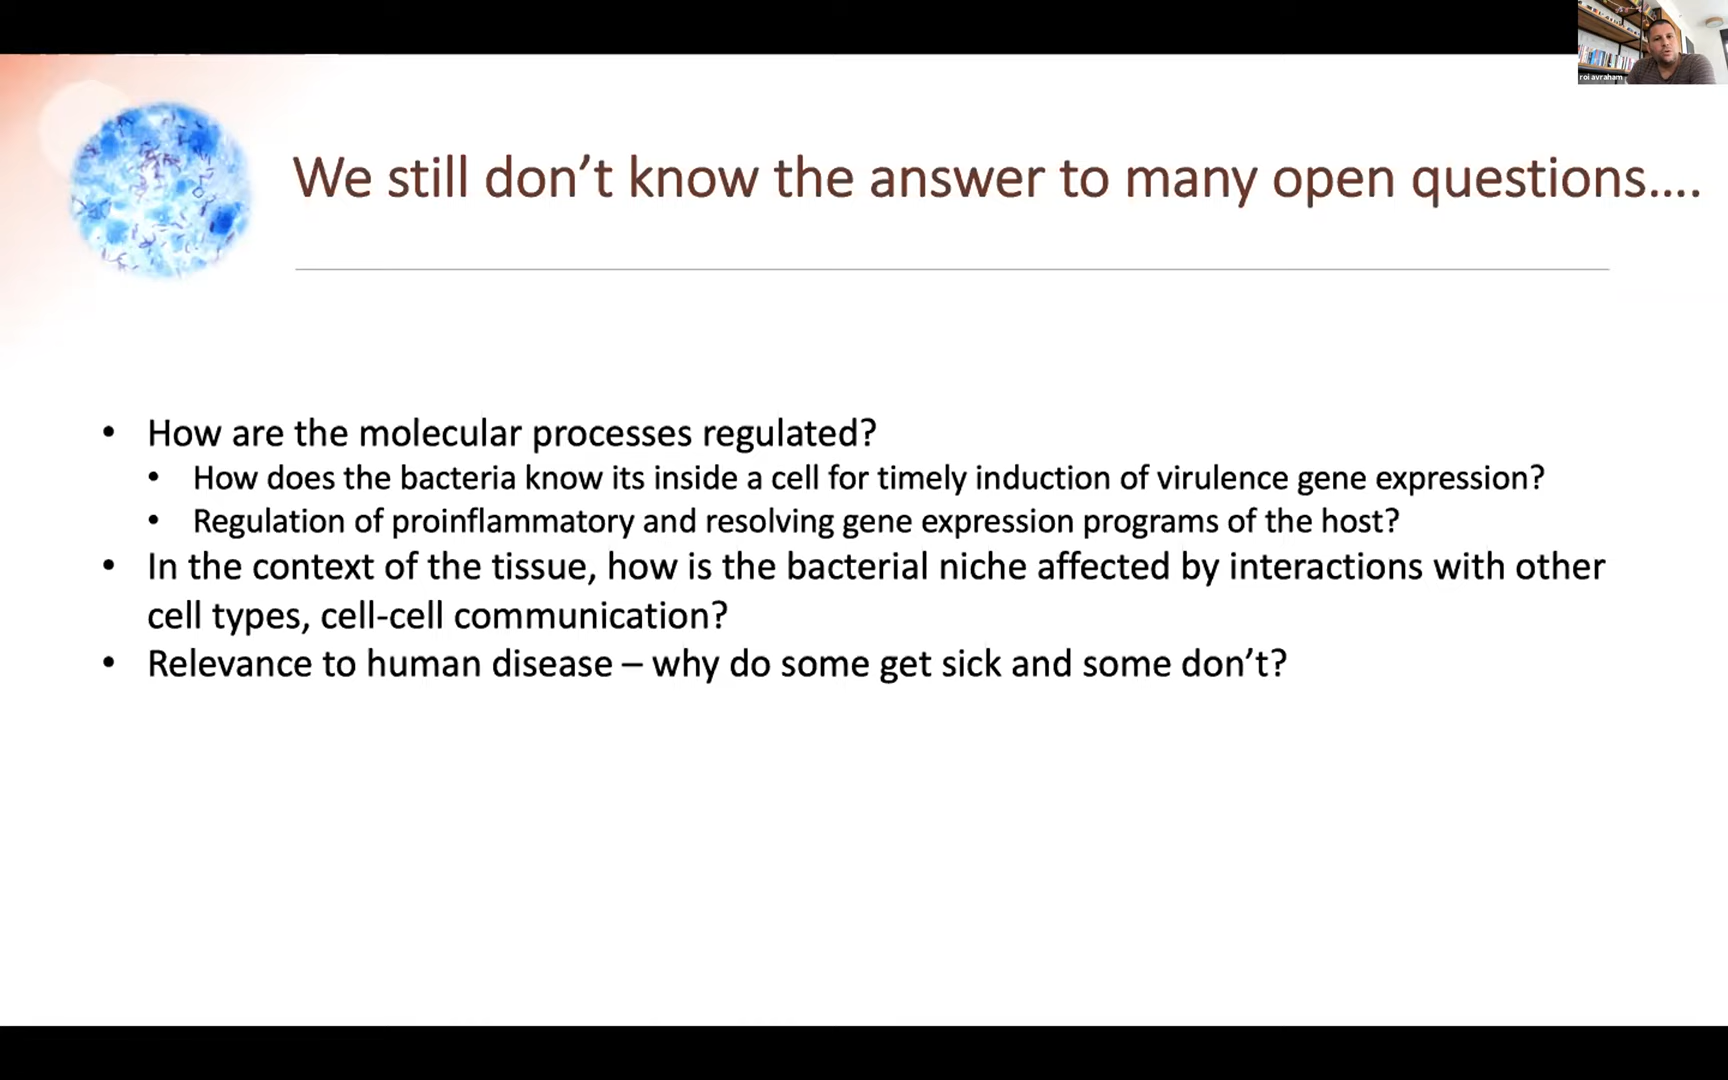 roi avraham
We still don’t know the answer to many open questions....
• How are the molecular processes regulated?
• How does the bacteria know its inside a cell for timely induction of virulence gene expression?
• Regulation of proinflammatory and resolving gene expression programs of the host?
• In the context of the tissue, how is the bacterial niche affected by interactions with other
cell types, cell-cell communication?
• Relevance to human disease – why do some get sick and some don’t?